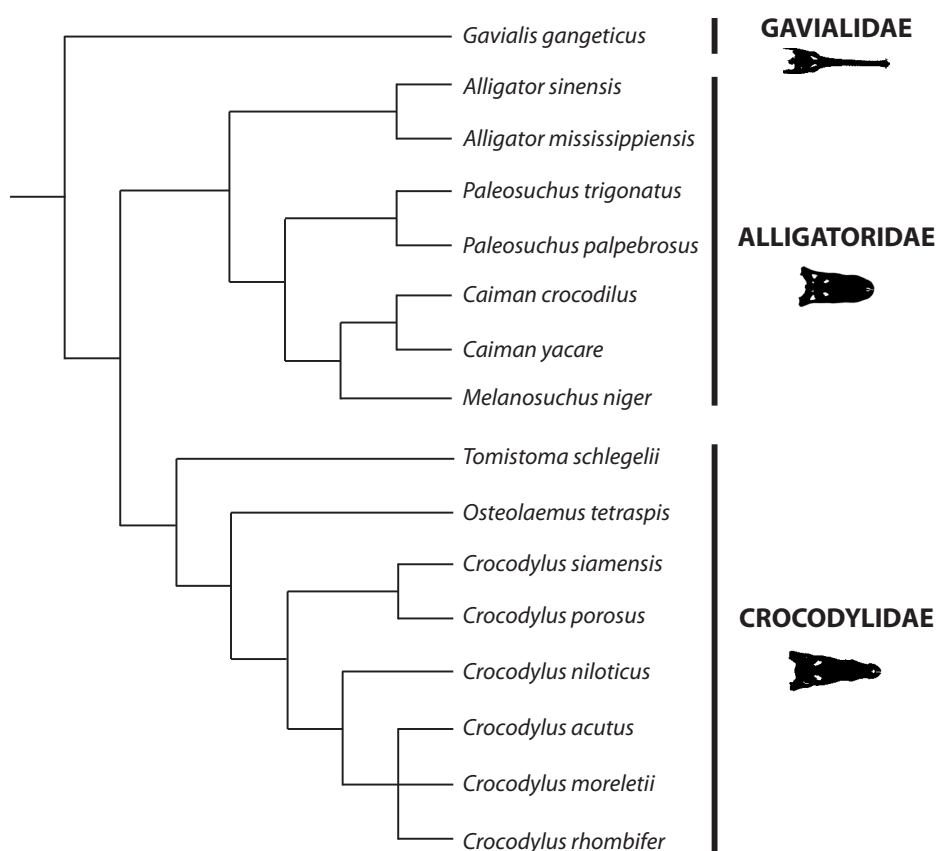 Gavialis gangeticus
GAVIALIDAE
Alligator sinensis
Alligator mississippiensis
Paleosuchus trigonatus
Paleosuchus palpebrosus
ALLIGATORIDAE
Caiman crocodilus
Caiman yacare
Melanosuchus niger
Tomistoma schlegelii
Osteolaemus tetraspis
Crocodylus siamensis
Crocodylus porosus
CROCODYLIDAE
Crocodylus niloticus
Crocodylus acutus
Crocodylus moreletii
Crocodylus rhombifer